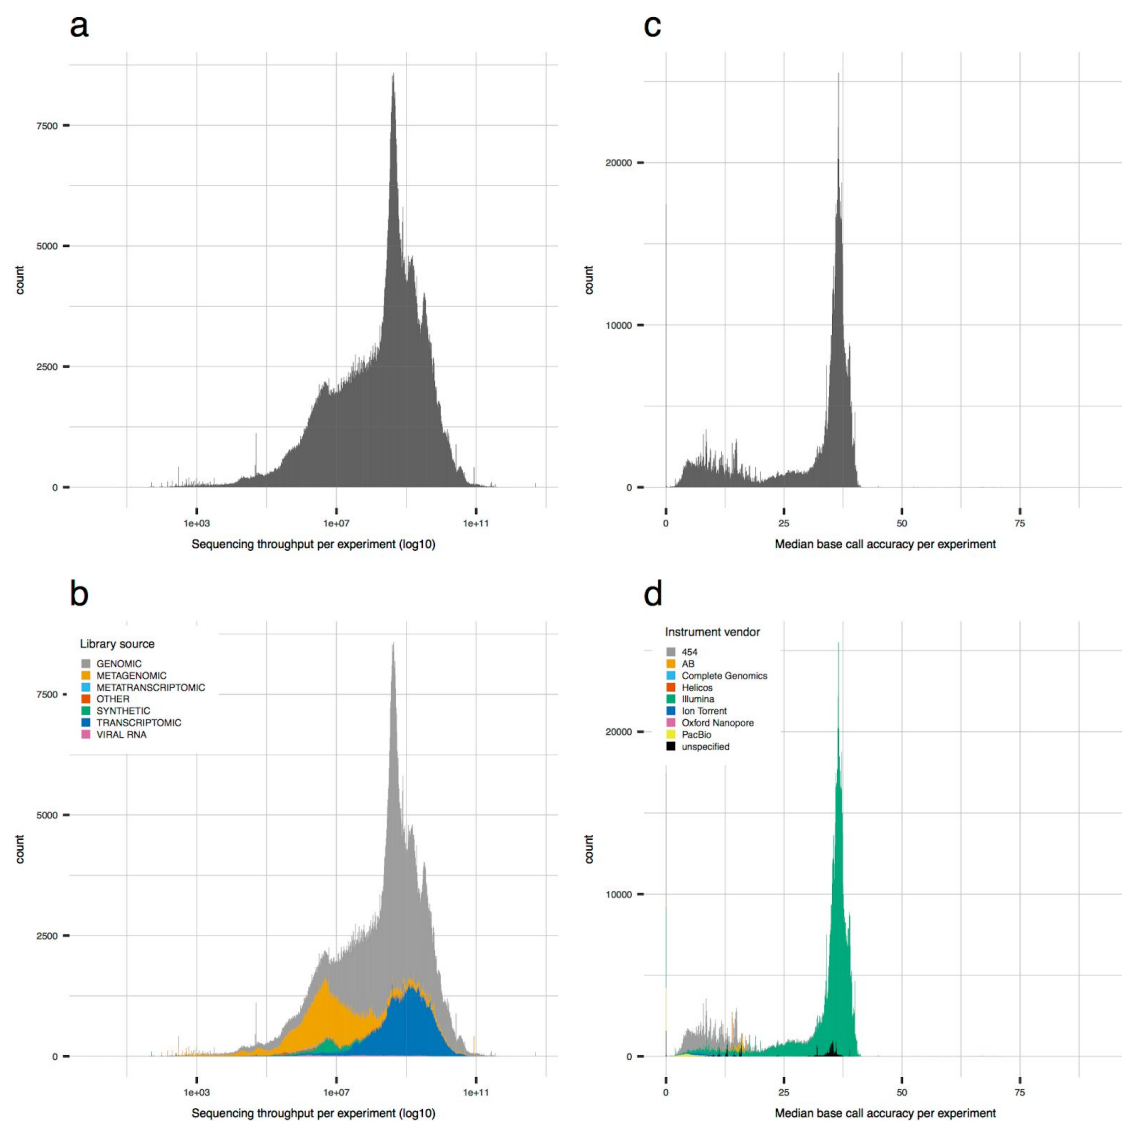 a
7500
5000
2500
0
count
1e+03 1e+07 1e+11
Sequencing throughput per experiment (log10)
c
20000
10000
0
count
0 25 50 75
Median base call accuracy per experiment
b
Library source
GENOMIC
METAGENOMIC
METATRANSCRIPTOMIC
OTHER
SYNTHETIC
TRANSCRIPTOMIC
VIRAL RNA
7500
5000
2500
0
count
1e+03 1e+07 1e+11
Sequencing throughput per experiment (log10)
d
Instrument vendor
454
AB
Complete Genomics
Helicos
Illumina
Ion Torrent
Oxford Nanopore
PacBio
unspecified
20000
10000
0
count
0 25 50 75
Median base call accuracy per experiment